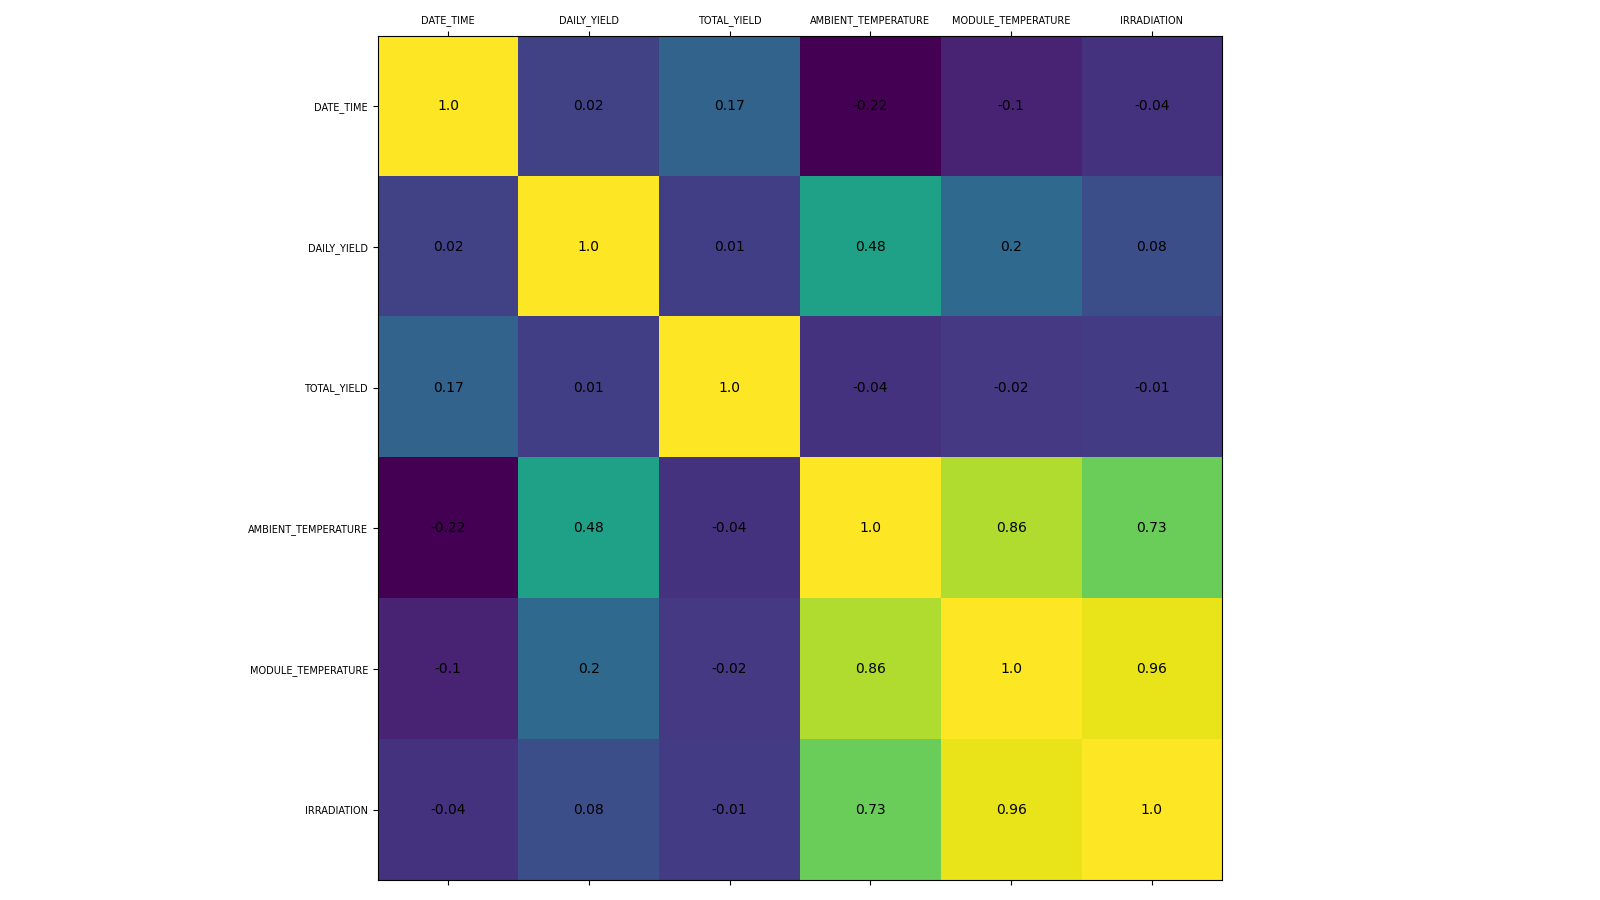 DATE_TIME DAILY_YIELD TOTAL_YIELD AMBIENT_TEMPERATURE MODULE_TEMPERATURE IRRADIATION
DATE_TIME 1.0 0.02 0.17 -0.22 -0.1 -0.04
DAILY_YIELD 0.02 1.0 0.01 0.48 0.2 0.08
TOTAL_YIELD 0.17 0.01 1.0 -0.04 -0.02 -0.01
AMBIENT_TEMPERATURE -0.22 0.48 -0.04 1.0 0.86 0.73
MODULE_TEMPERATURE -0.1 0.2 -0.02 0.86 1.0 0.96
IRRADIATION -0.04 0.08 -0.01 0.73 0.96 1.0